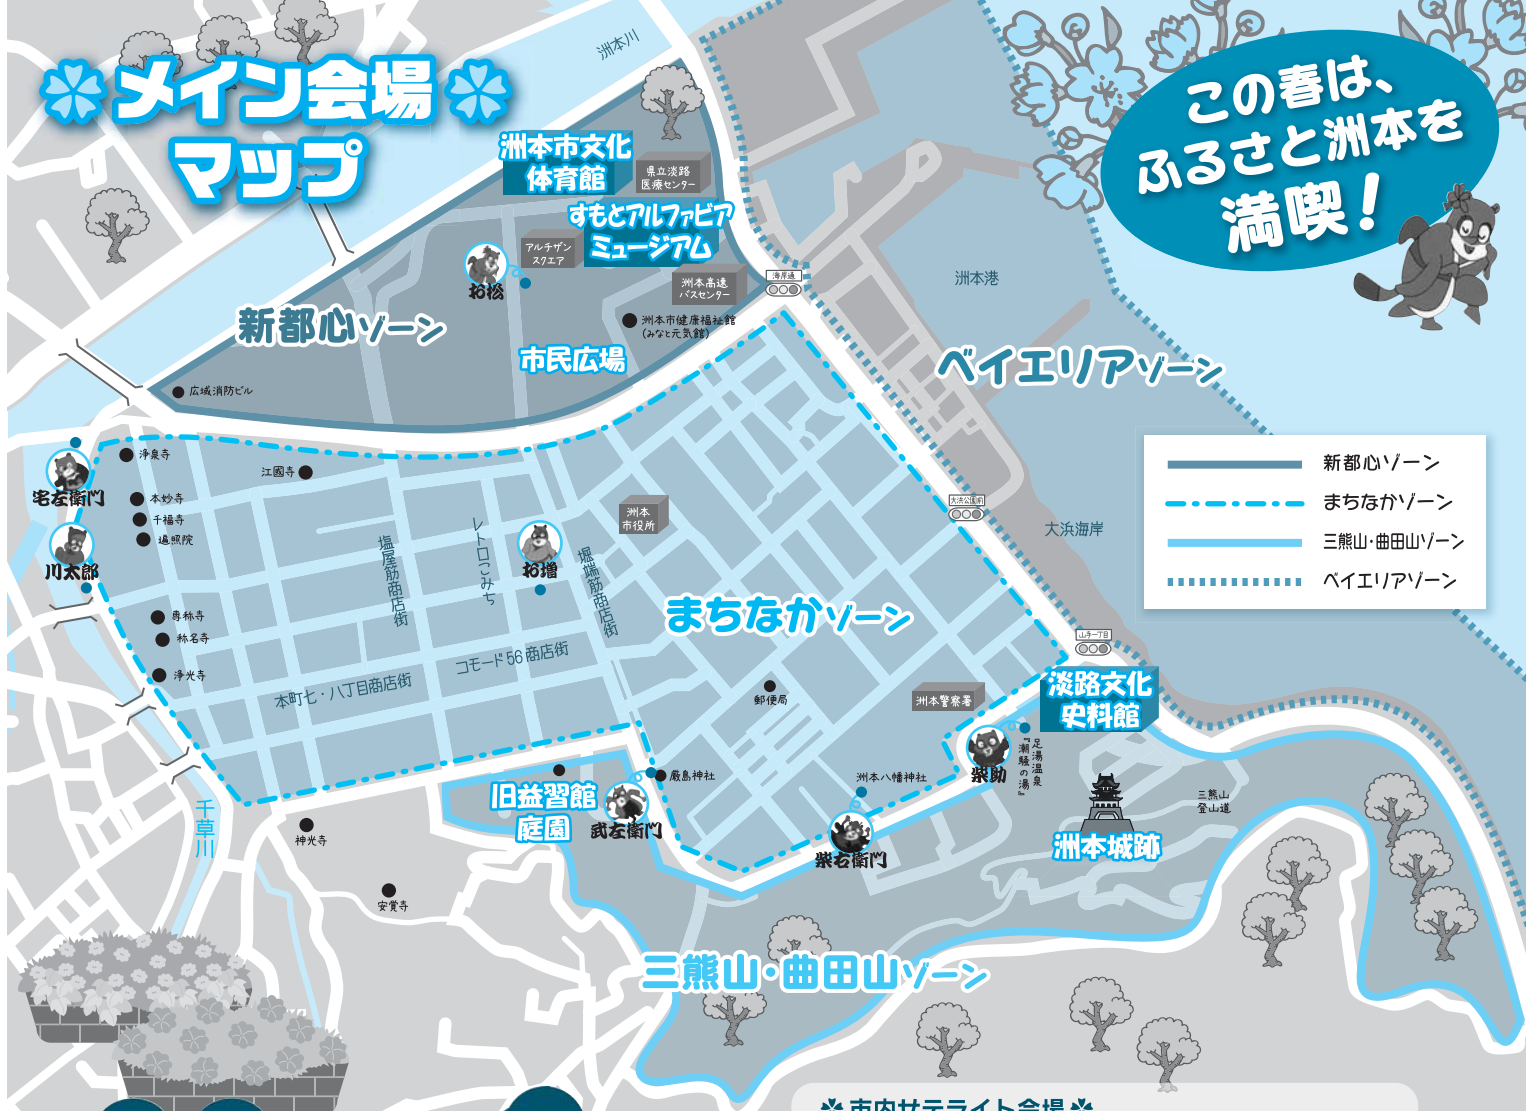 メイン会場
マップ
この春は、
ふるさと洲本を
満喫！
洲本川
洲本市文化
体育館
県立淡路
医療センター
すもとアルファビア
ミュージアム
アルチザン
スクエア
お松
洲本高速
バスセンター
海岸通
洲本港
新都心ゾーン
洲本市健康福祉館
（みなと元気館）
市民広場
ベイエリアゾーン
広域消防ビル
新都心ゾーン
まちなかゾーン
三熊山・曲田山ゾーン
ベイエリアゾーン
浄泉寺
江國寺
宅左衛門
本妙寺
千福寺
遍照院
川太郎
洲本
市役所
大浜公園前
大浜海岸
塩屋筋商店街
レトロこみち
お増
堀端筋商店街
専称寺
称名寺
浄光寺
まちなかゾーン
山手一丁目
コモード56商店街
本町七・八丁目商店街
郵便局
洲本警察署
淡路文化
史料館
柴助
足湯温泉
『潮騒の湯』
厳島神社
洲本八幡神社
三熊山
登山道
旧益習館
庭園
武左衛門
柴右衛門
洲本城跡
千草川
神光寺
安覚寺
三熊山・曲田山ゾーン
市内サテライト会場